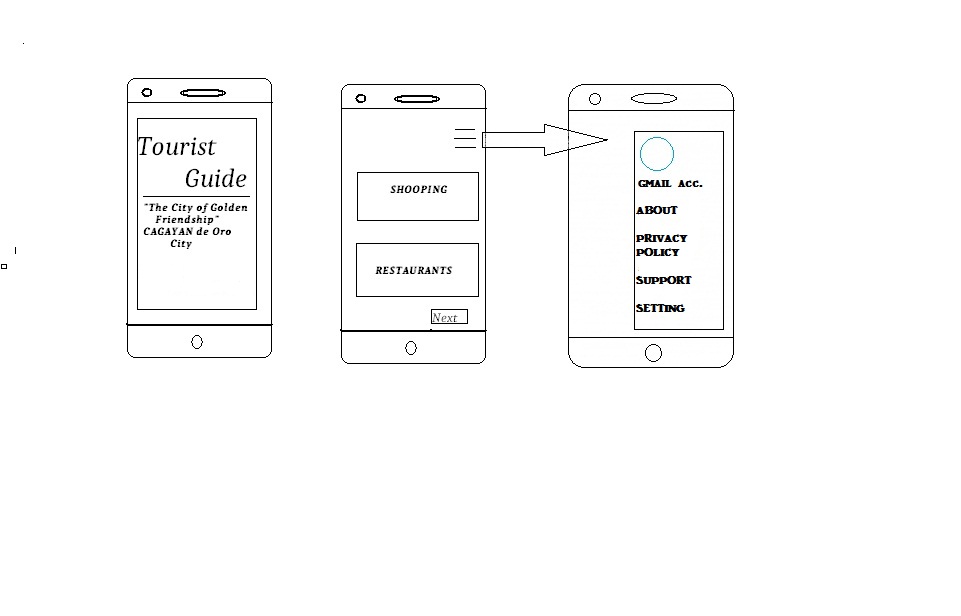 Tourist
Guide
"The City of Golden
Friendship"
CAGAYAN de Oro
City
SHOOPING
RESTAURANTS
Next
GMAIL ACC.
ABOUT
PRIVACY
POLICY
SUPPORT
SETTING